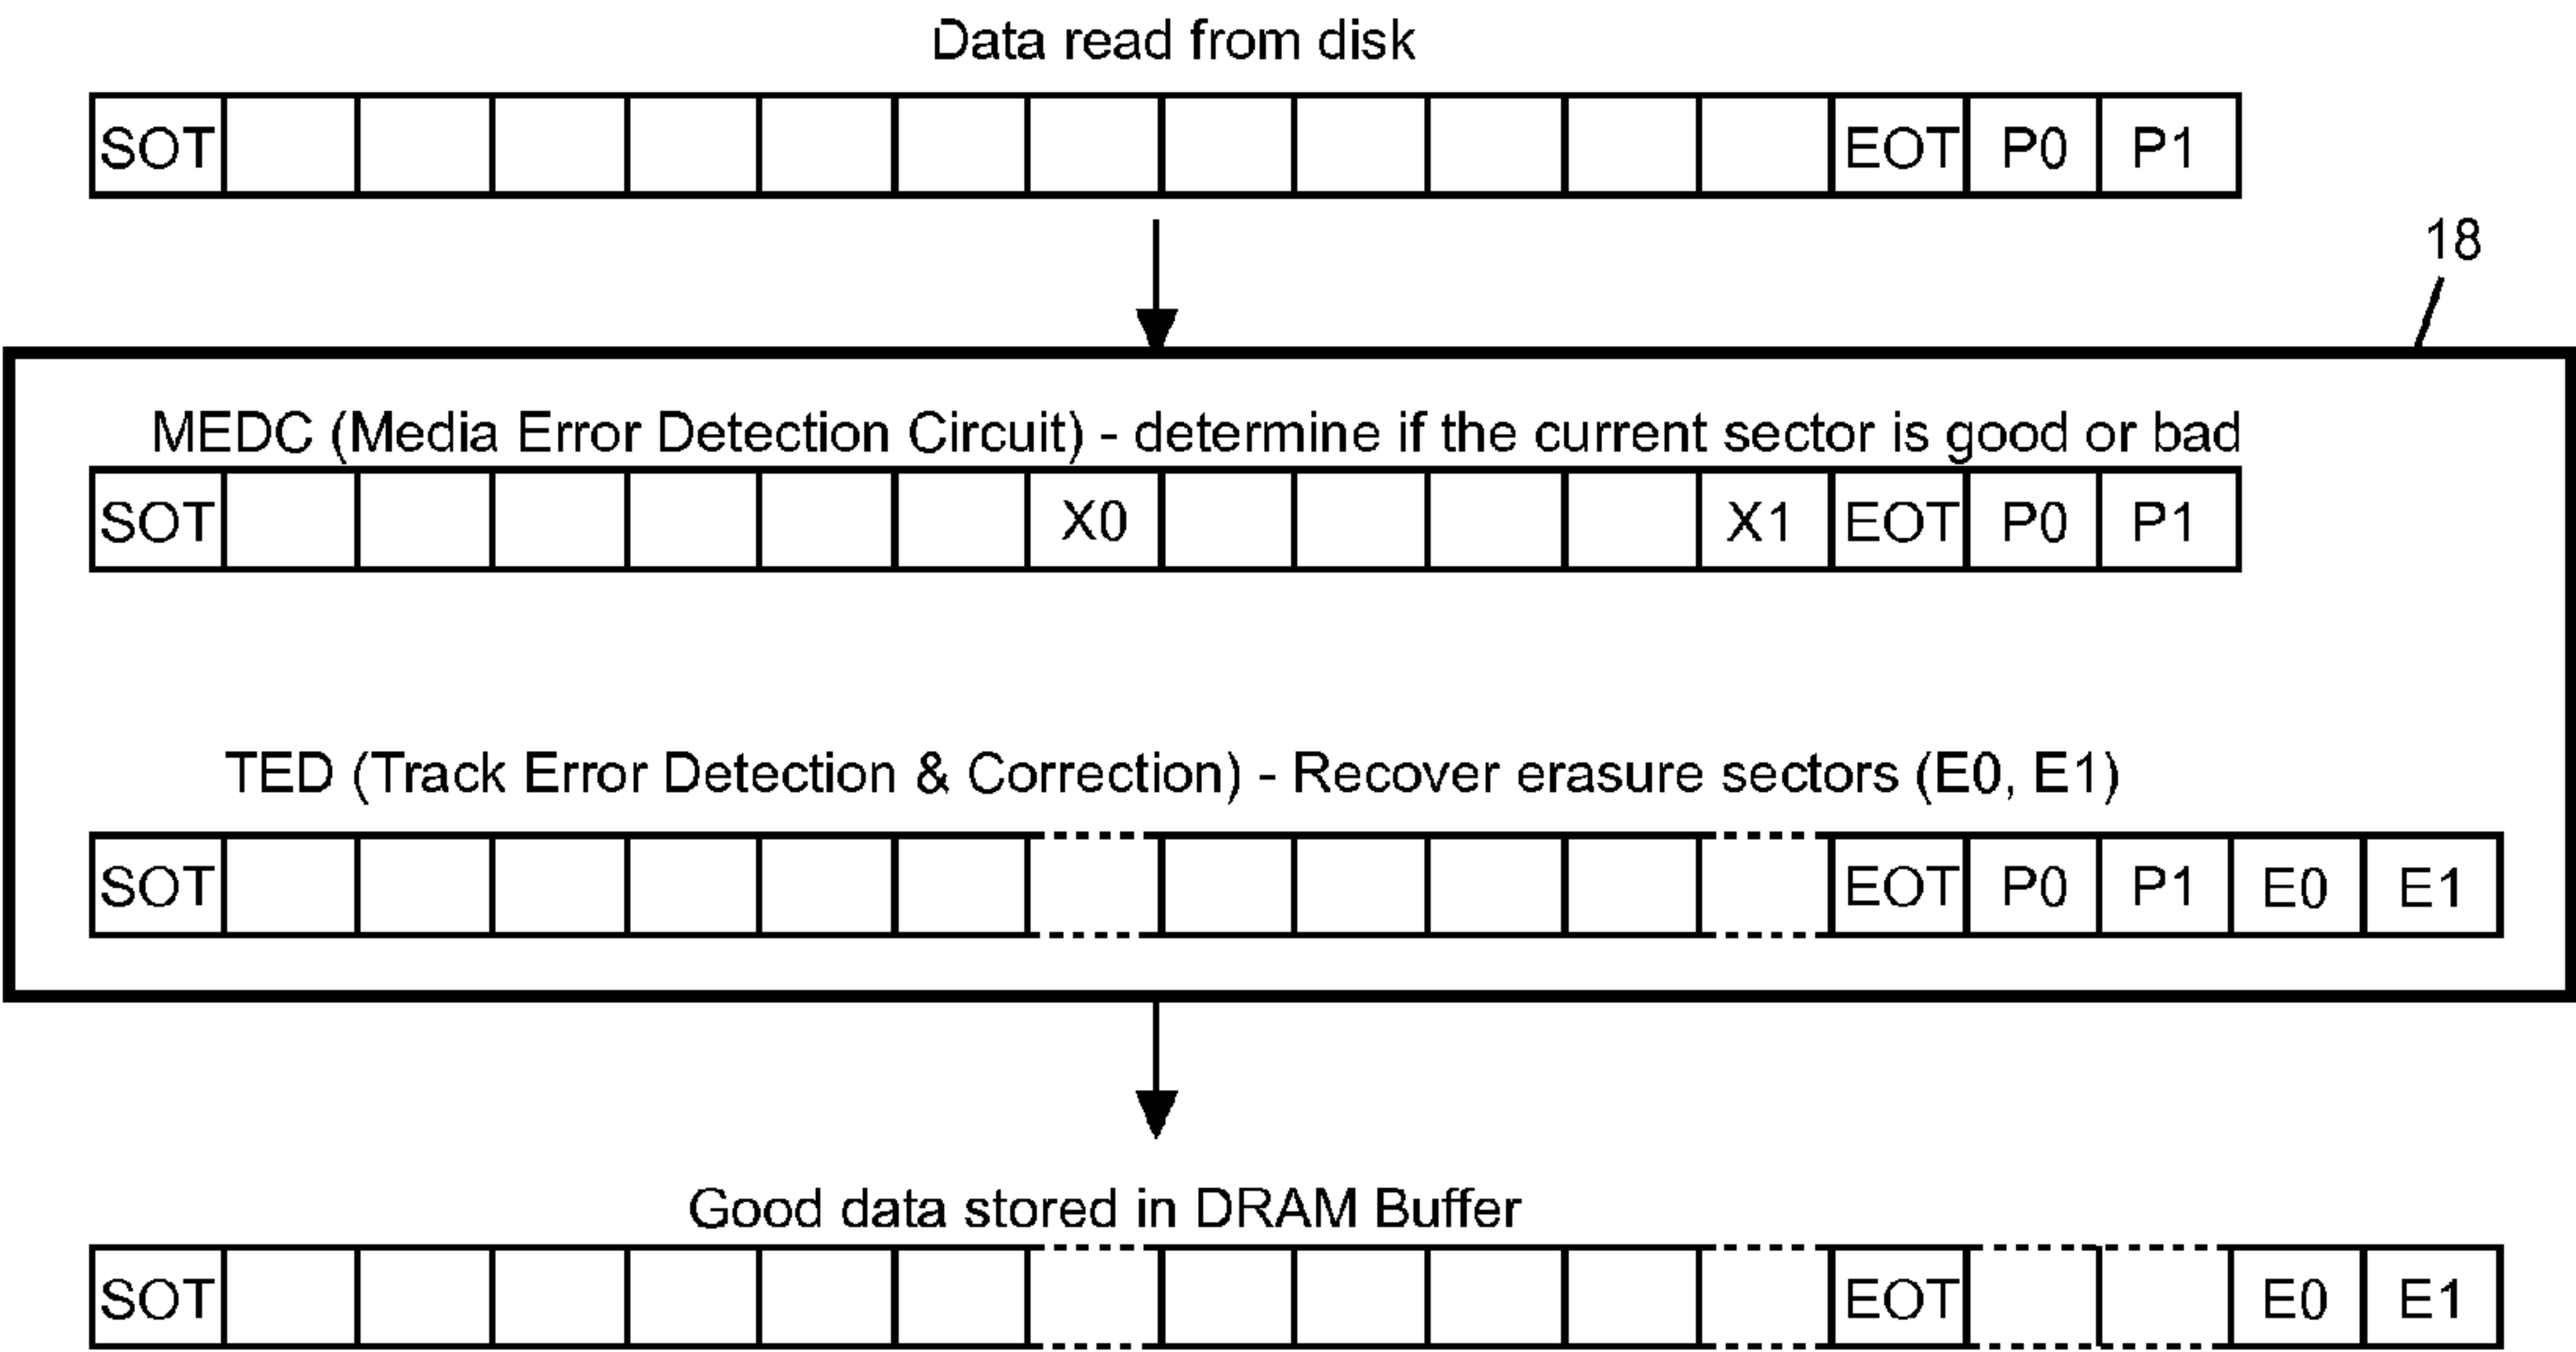 Data read from disk
SOT EOT P0 P1
18
MEDC (Media Error Detection Circuit) - determine if the current sector is good or bad
SOT X0 X1 EOT P0 P1
TED (Track Error Detection & Correction) - Recover erasure sectors (E0, E1)
SOT EOT P0 P1 E0 E1
Good data stored in DRAM Buffer
SOT EOT E0 E1